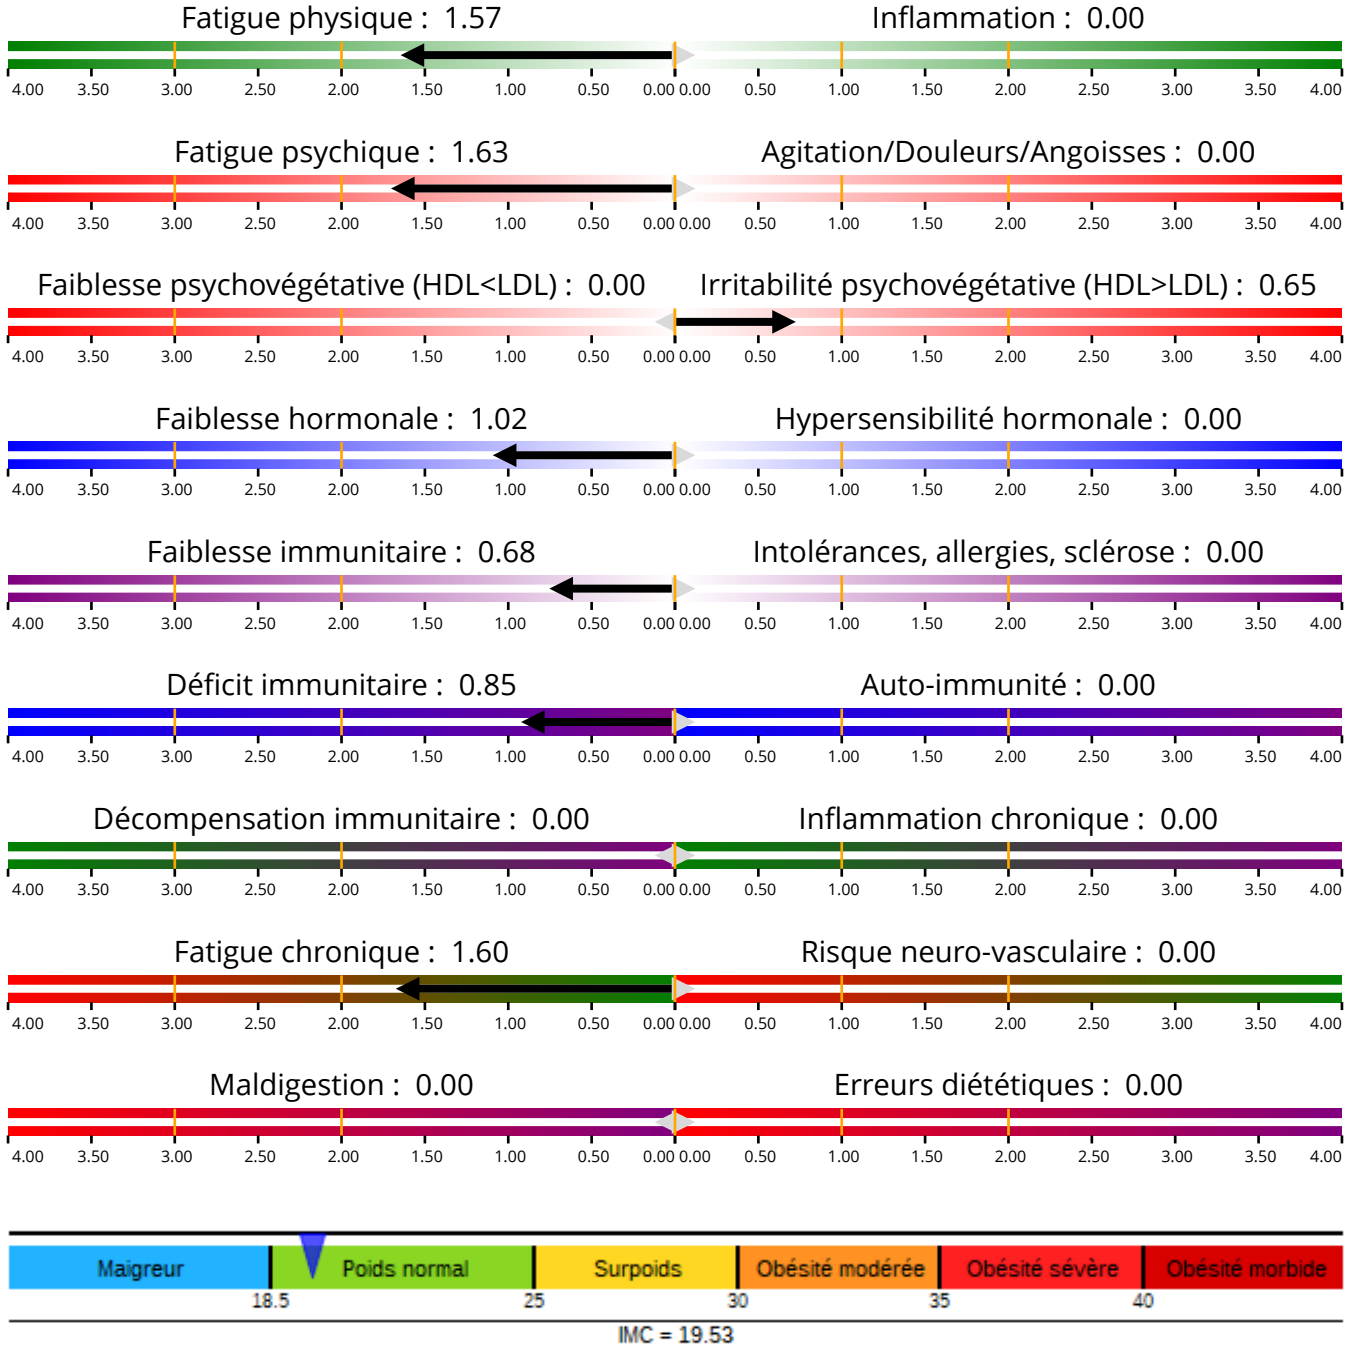 Fatigue physique : 1.57 Inflammation : 0.00
4.00 3.50 3.00 2.50 2.00 1.50 1.00 0.50 0.00 0.00 0.50 1.00 1.50 2.00 2.50 3.00 3.50 4.00
Fatigue psychique : 1.63 Agitation/Douleurs/Angoisses : 0.00
4.00 3.50 3.00 2.50 2.00 1.50 1.00 0.50 0.00 0.00 0.50 1.00 1.50 2.00 2.50 3.00 3.50 4.00
Faiblesse psychovégétative (HDL<LDL) : 0.00 Irritabilité psychovégétative (HDL>LDL) : 0.65
4.00 3.50 3.00 2.50 2.00 1.50 1.00 0.50 0.00 0.00 0.50 1.00 1.50 2.00 2.50 3.00 3.50 4.00
Faiblesse hormonale : 1.02 Hypersensibilité hormonale : 0.00
4.00 3.50 3.00 2.50 2.00 1.50 1.00 0.50 0.00 0.00 0.50 1.00 1.50 2.00 2.50 3.00 3.50 4.00
Faiblesse immunitaire : 0.68 Intolérances, allergies, sclérose : 0.00
4.00 3.50 3.00 2.50 2.00 1.50 1.00 0.50 0.00 0.00 0.50 1.00 1.50 2.00 2.50 3.00 3.50 4.00
Déficit immunitaire : 0.85 Auto-immunité : 0.00
4.00 3.50 3.00 2.50 2.00 1.50 1.00 0.50 0.00 0.00 0.50 1.00 1.50 2.00 2.50 3.00 3.50 4.00
Décompensation immunitaire : 0.00 Inflammation chronique : 0.00
4.00 3.50 3.00 2.50 2.00 1.50 1.00 0.50 0.00 0.00 0.50 1.00 1.50 2.00 2.50 3.00 3.50 4.00
Fatigue chronique : 1.60 Risque neuro-vasculaire : 0.00
4.00 3.50 3.00 2.50 2.00 1.50 1.00 0.50 0.00 0.00 0.50 1.00 1.50 2.00 2.50 3.00 3.50 4.00
Maldigestion : 0.00 Erreurs diététiques : 0.00
4.00 3.50 3.00 2.50 2.00 1.50 1.00 0.50 0.00 0.00 0.50 1.00 1.50 2.00 2.50 3.00 3.50 4.00
Maigreur Poids normal Surpoids Obésité modérée Obésité sévère Obésité morbide
18.5 25 30 35 40
IMC = 19.53